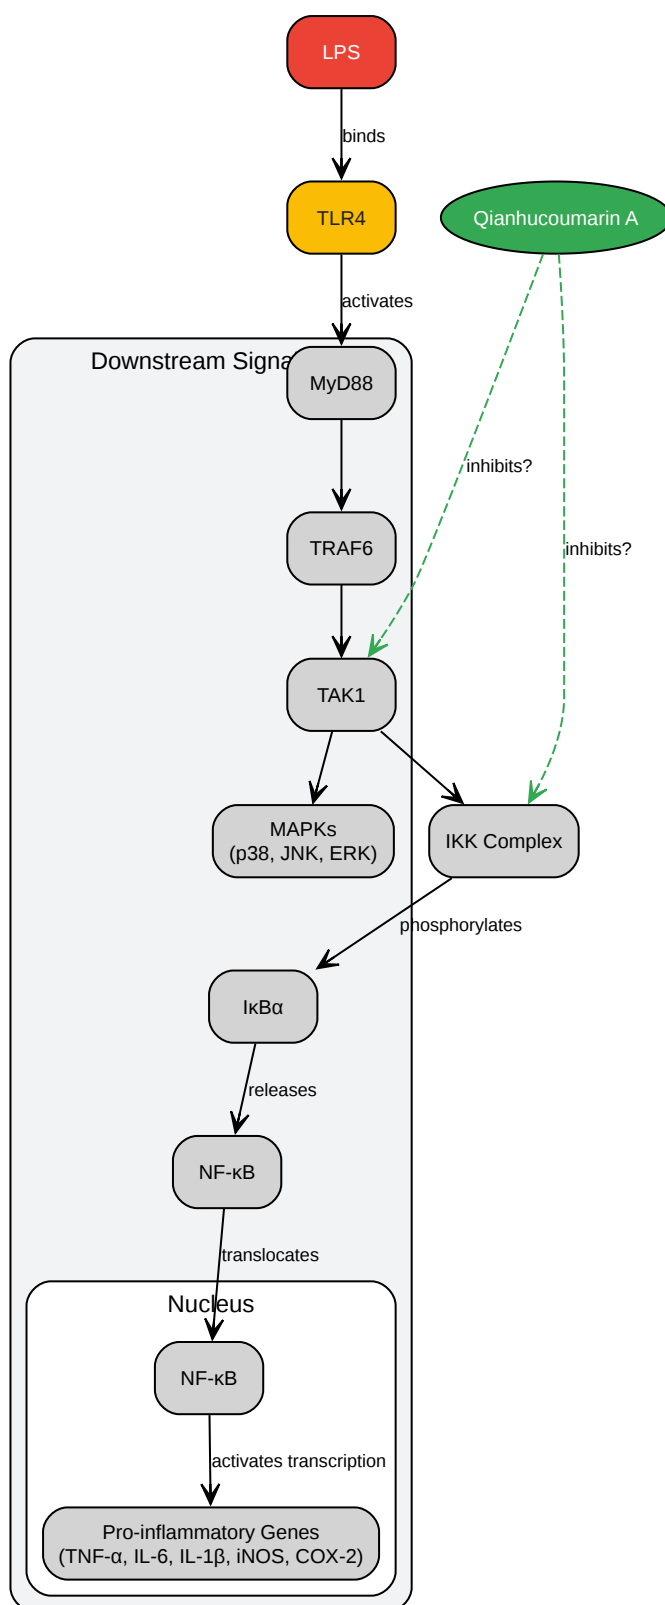 LPS
binds
TLR4
Qianhucoumarin A
activates
Downstream Signa
MyD88
inhibits?
TRAF6
inhibits?
TAK1
MAPKs
(p38, JNK, ERK)
IKK Complex
phosphorylates
IκBα
releases
NF-κB
translocates
Nucleus
NF-κB
activates transcription
Pro-inflammatory Genes
(TNF-α, IL-6, IL-1β, iNOS, COX-2)